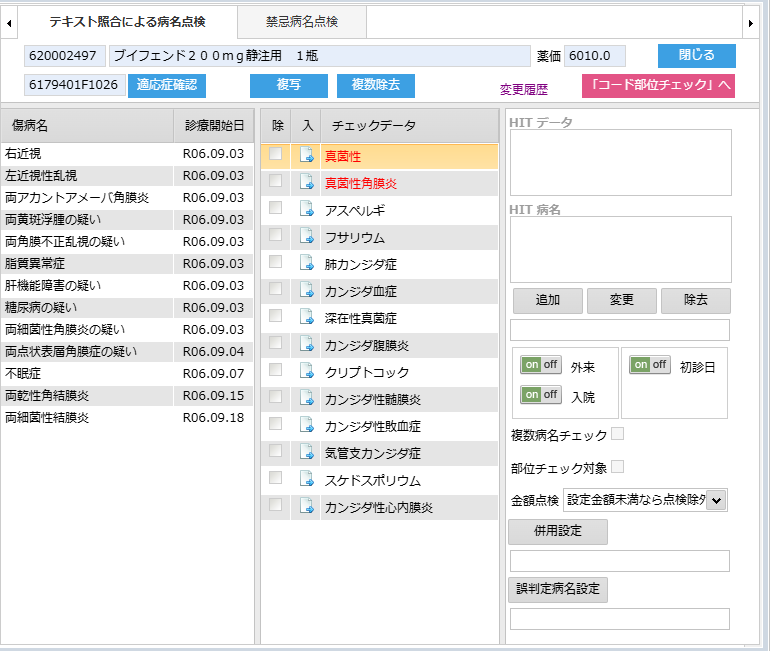 テキスト照合による病名点検 禁忌病名点検
620002497 ブイフェンド２００ｍｇ静注用　１瓶 薬価 6010.0 閉じる
6179401F1026 適応症確認 複写 複数除去 変更履歴 「コード部位チェック」へ
傷病名 診療開始日
右近視 R06.09.03
左近視性乱視 R06.09.03
両アカントアメーバ角膜炎 R06.09.03
両黄斑浮腫の疑い R06.09.03
両角膜不正乱視の疑い R06.09.03
脂質異常症 R06.09.03
肝機能障害の疑い R06.09.03
糖尿病の疑い R06.09.03
両細菌性角膜炎の疑い R06.09.03
両点状表層角膜症の疑い R06.09.04
不眠症 R06.09.07
両乾性角結膜炎 R06.09.15
両細菌性結膜炎 R06.09.18
除 入 チェックデータ
真菌性
真菌性角膜炎
アスペルギ
フサリウム
肺カンジダ症
カンジダ血症
深在性真菌症
カンジダ腹膜炎
クリプトコック
カンジダ性髄膜炎
カンジダ性敗血症
気管支カンジダ症
スケドスポリウム
カンジダ性心内膜炎
HIT データ
HIT 病名
追加 変更 除去
on off 外来 on off 初診日
on off 入院
複数病名チェック
部位チェック対象
金額点検 設定金額未満なら点検除外
併用設定
誤判定病名設定